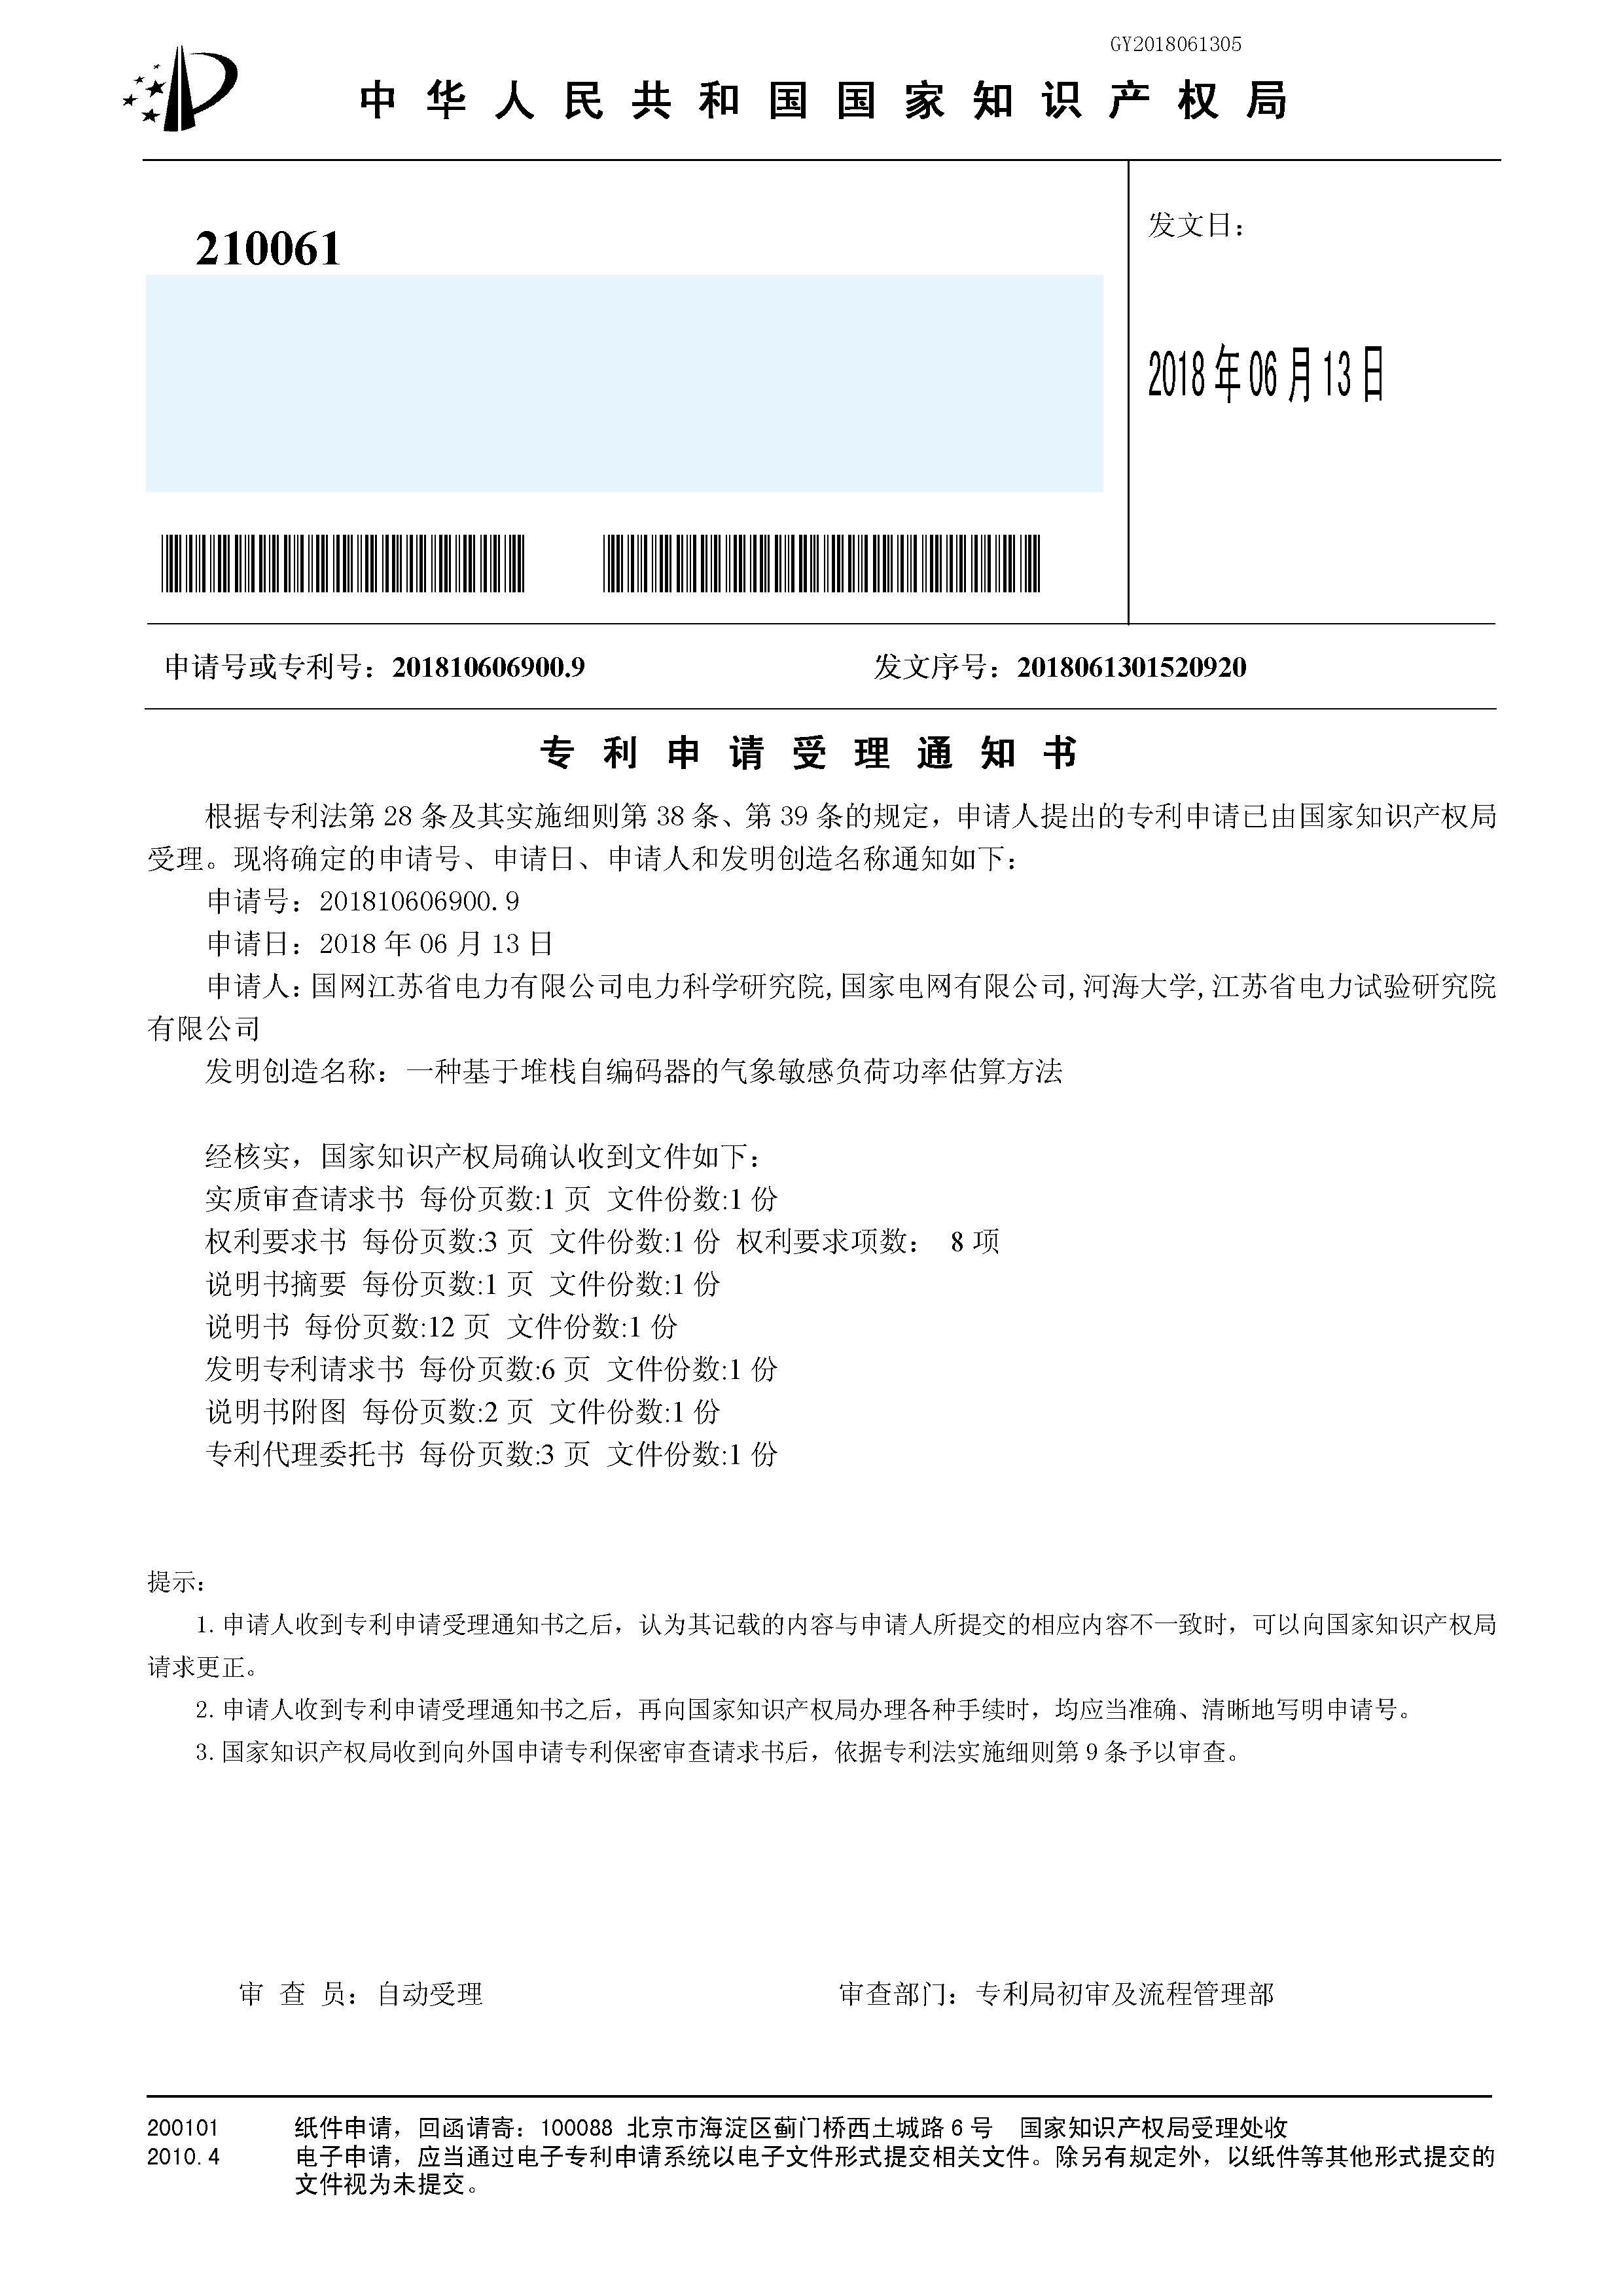 GY2018061305
中华人民共和国国家知识产权局
210061
发文日：
2018年06月13日
申请号或专利号：201810606900.9
发文序号：2018061301520920
专利申请受理通知书
根据专利法第28条及其实施细则第38条、第39条的规定，申请人提出的专利申请已由国家知识产权局
受理。现将确定的申请号、申请日、申请人和发明创造名称通知如下：
申请号：201810606900.9
申请日：2018年06月13日
申请人：国网江苏省电力有限公司电力科学研究院,国家电网有限公司,河海大学,江苏省电力试验研究院
有限公司
发明创造名称：一种基于堆栈自编码器的气象敏感负荷功率估算方法
经核实，国家知识产权局确认收到文件如下：
实质审查请求书 每份页数:1 页 文件份数:1 份
权利要求书 每份页数:3 页 文件份数:1 份 权利要求项数： 8 项
说明书摘要 每份页数:1 页 文件份数:1 份
说明书 每份页数:12 页 文件份数:1 份
发明专利请求书 每份页数:6 页 文件份数:1 份
说明书附图 每份页数:2 页 文件份数:1 份
专利代理委托书 每份页数:3 页 文件份数:1 份
提示：
1. 申请人收到专利申请受理通知书之后，认为其记载的内容与申请人所提交的相应内容不一致时，可以向国家知识产权局
请求更正。
2. 申请人收到专利申请受理通知书之后，再向国家知识产权局办理各种手续时，均应当准确、清晰地写明申请号。
3. 国家知识产权局收到向外国申请专利保密审查请求书后，依据专利法实施细则第9条予以审查。
审 查 员：自动受理
审查部门：专利局初审及流程管理部
200101 纸件申请，回函请寄：100088 北京市海淀区蓟门桥西土城路6号 国家知识产权局受理处收
2010.4 电子申请，应当通过电子专利申请系统以电子文件形式提交相关文件。除另有规定外，以纸件等其他形式提交的
文件视为未提交。